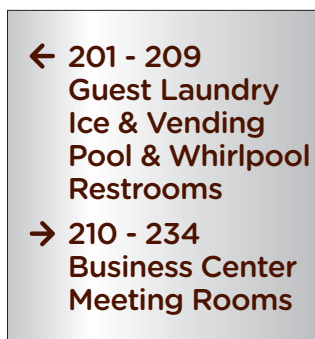 ← 201 - 209
Guest Laundry
Ice & Vending
Pool & Whirlpool
Restrooms
→ 210 - 234
Business Center
Meeting Rooms